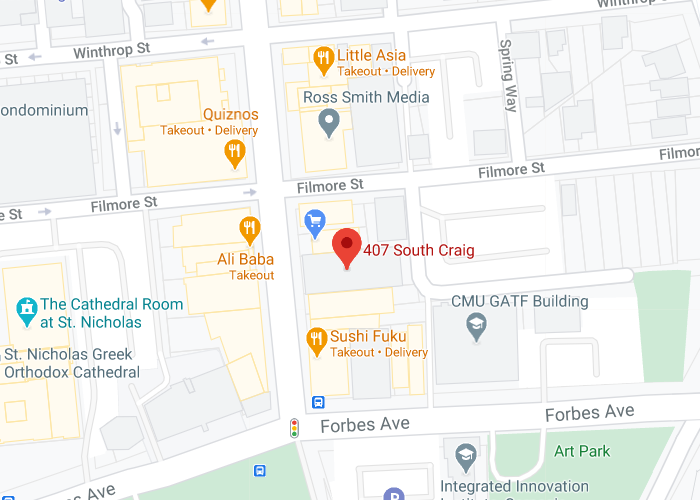 Winthrop St
Winthrop St
St
Little Asia
Takeout • Delivery
Spring Way
Ross Smith Media
ondominium
Quiznos
Takeout • Delivery
Filmore St
Filmor
Filmore St
Filmore St
e St
407 South Craig
Ali Baba
Takeout
The Cathedral Room
at St. Nicholas
CMU GATF Building
Sushi Fuku
Takeout • Delivery
St. Nicholas Greek
Orthodox Cathedral
Forbes Ave
Forbes Ave
Art Park
P
Integrated Innovation
es Ave